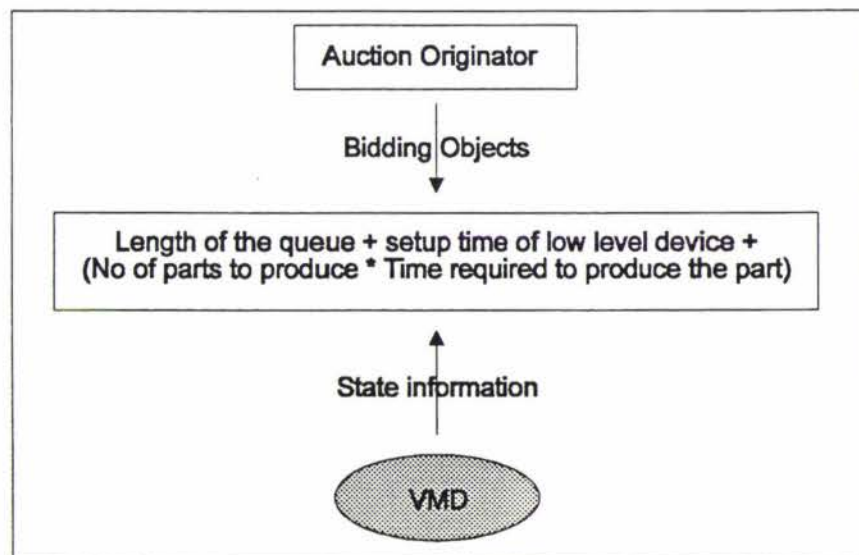 Auction Originator
Bidding Objects
Length of the queue + setup time of low level device +
(No of parts to produce * Time required to produce the part)
State information
VMD